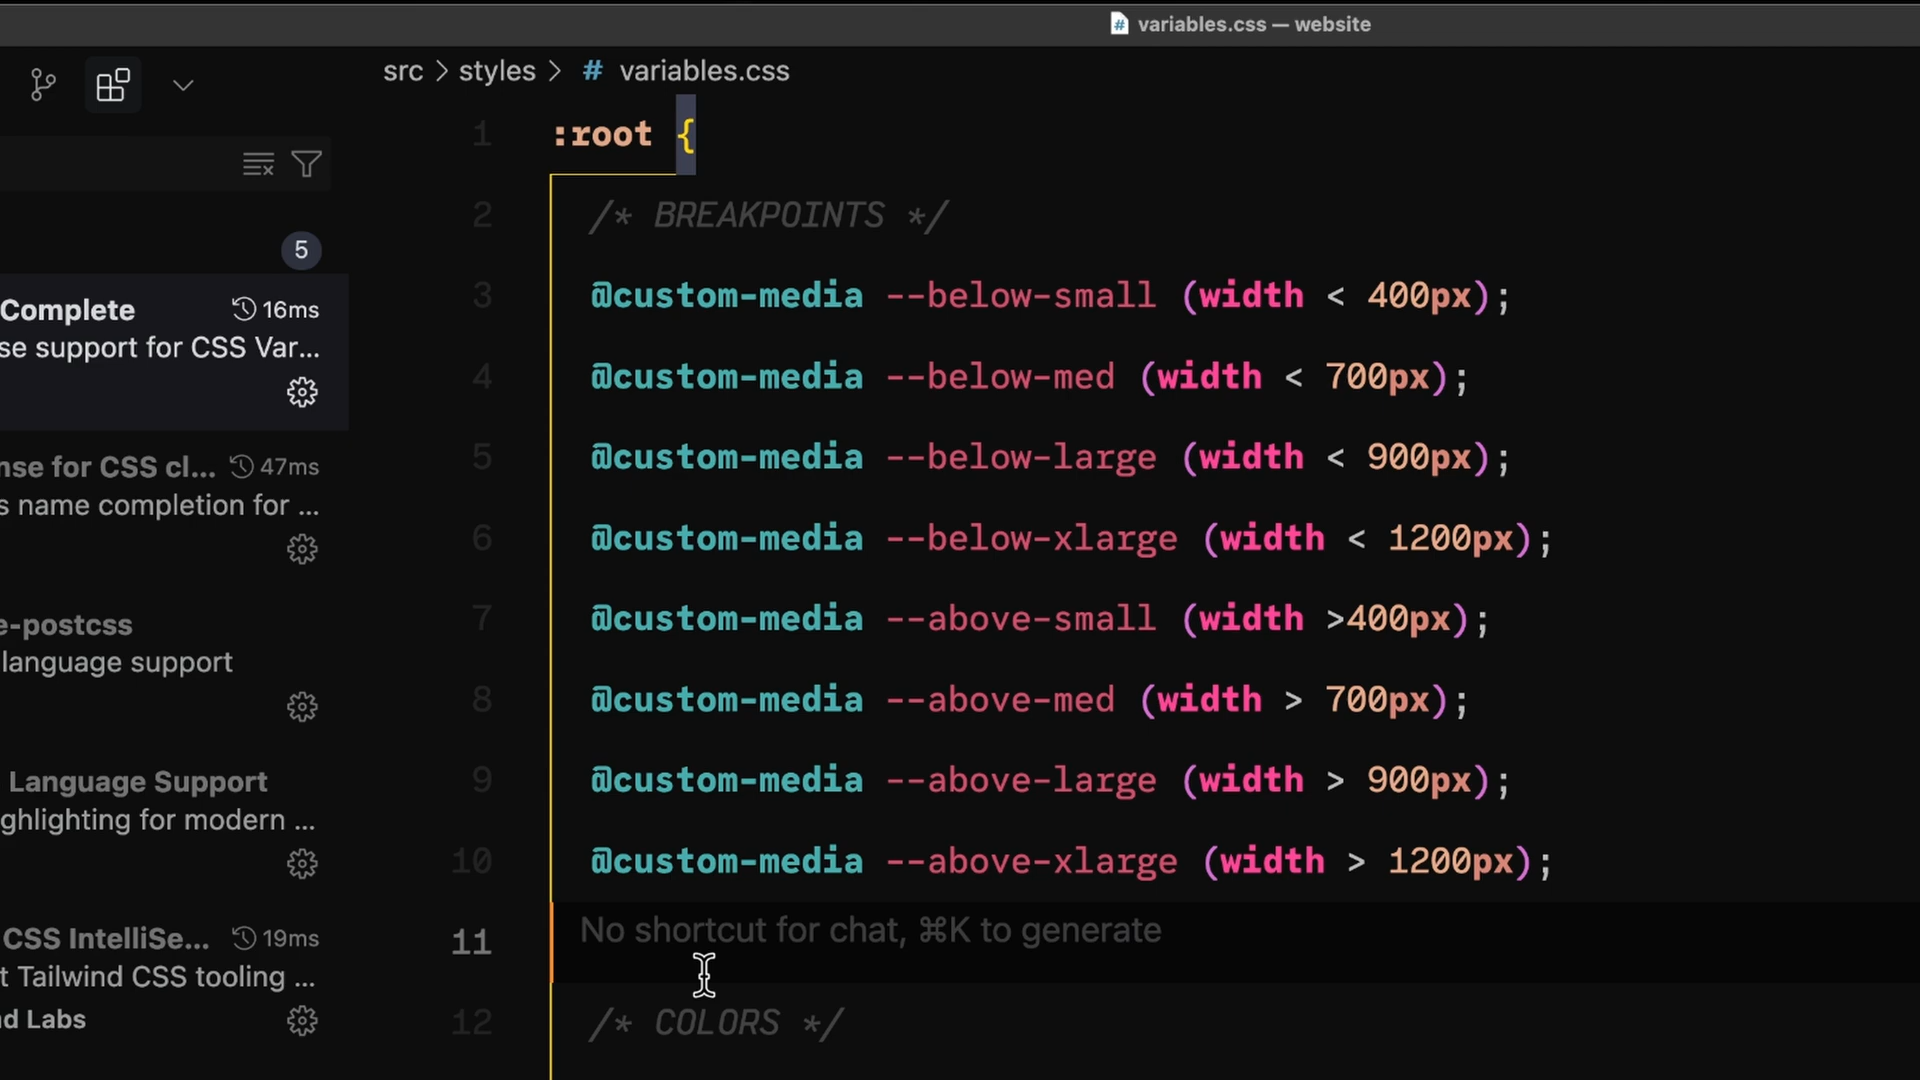 # variables.css — website
src > styles > # variables.css
5
Complete 16ms
se support for CSS Var...
nse for CSS cl... 47ms
s name completion for ...
e-postcss
language support
Language Support
ghlighting for modern ...
CSS IntelliSe... 19ms
t Tailwind CSS tooling ...
d Labs
1 :root {
2 /* BREAKPOINTS */
3 @custom-media --below-small (width < 400px);
4 @custom-media --below-med (width < 700px);
5 @custom-media --below-large (width < 900px);
6 @custom-media --below-xlarge (width < 1200px);
7 @custom-media --above-small (width >400px);
8 @custom-media --above-med (width > 700px);
9 @custom-media --above-large (width > 900px);
10 @custom-media --above-xlarge (width > 1200px);
11 No shortcut for chat, ⌘K to generate
12 /* COLORS */